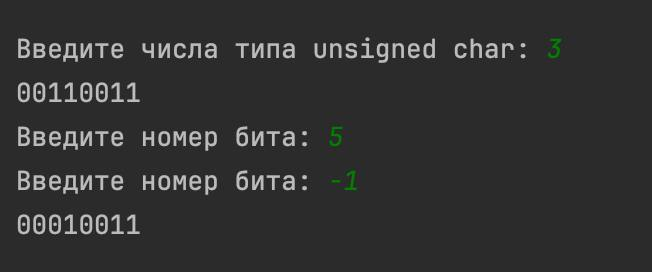 Введите числа типа unsigned char: 3
00110011
Введите номер бита: 5
Введите номер бита: -1
00010011